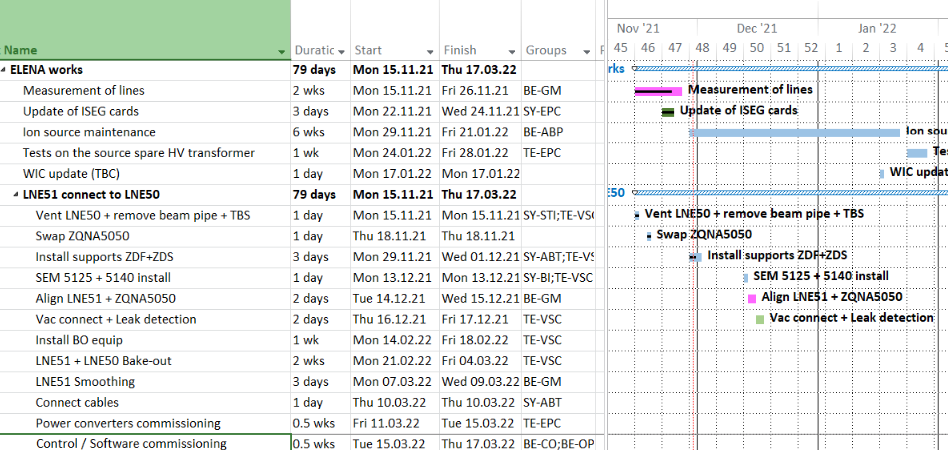 Nov '21 Dec '21 Jan '22
Name Duratic Start Finish Groups 45 46 47 48 49 50 51 52 1 2 3 4 5
ELENA works 79 days Mon 15.11.21 Thu 17.03.22 rks
Measurement of lines 2 wks Mon 15.11.21 Fri 26.11.21 BE-GM Measurement of lines
Update of ISEG cards 3 days Mon 22.11.21 Wed 24.11.21 SY-EPC Update of ISEG cards
Ion source maintenance 6 wks Mon 29.11.21 Fri 21.01.22 BE-ABP Ion sou
Tests on the source spare HV transformer 1 wk Mon 24.01.22 Fri 28.01.22 TE-EPC Te
WIC update (TBC) 1 day Mon 17.01.22 Mon 17.01.22 WIC updat
LNE51 connect to LNE50 79 days Mon 15.11.21 Thu 17.03.22 E50
Vent LNE50 + remove beam pipe + TBS 1 day Mon 15.11.21 Mon 15.11.21 SY-STI;TE-VS Vent LNE50 + remove beam pipe + TBS
Swap ZQNA5050 1 day Thu 18.11.21 Thu 18.11.21 Swap ZQNA5050
Install supports ZDF+ZDS 3 days Mon 29.11.21 Wed 01.12.21 SY-ABT;TE-VS Install supports ZDF+ZDS
SEM 5125 + 5140 install 1 day Mon 13.12.21 Mon 13.12.21 SY-BI;TE-VSC SEM 5125 + 5140 install
Align LNE51 + ZQNA5050 2 days Tue 14.12.21 Wed 15.12.21 BE-GM Align LNE51 + ZQNA5050
Vac connect + Leak detection 2 days Thu 16.12.21 Fri 17.12.21 TE-VSC Vac connect + Leak detection
Install BO equip 1 wk Mon 14.02.22 Fri 18.02.22 TE-VSC
LNE51 + LNE50 Bake-out 2 wks Mon 21.02.22 Fri 04.03.22 TE-VSC
LNE51 Smoothing 3 days Mon 07.03.22 Wed 09.03.22 BE-GM
Connect cables 1 day Thu 10.03.22 Thu 10.03.22 SY-ABT
Power converters commissioning 0.5 wks Fri 11.03.22 Tue 15.03.22 TE-EPC
Control / Software commissioning 0.5 wks Tue 15.03.22 Thu 17.03.22 BE-CO;BE-OP